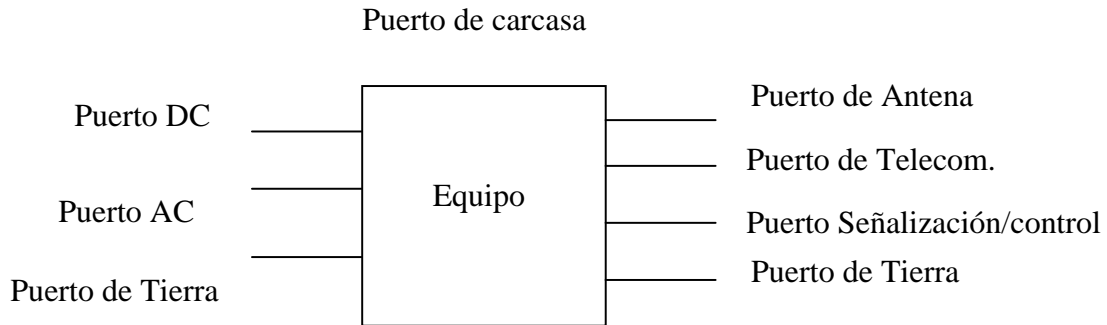 Puerto de carcasa
Puerto DC
Puerto AC
Puerto de Tierra
Equipo
Puerto de Antena
Puerto de Telecom.
Puerto Señalización/control
Puerto de Tierra